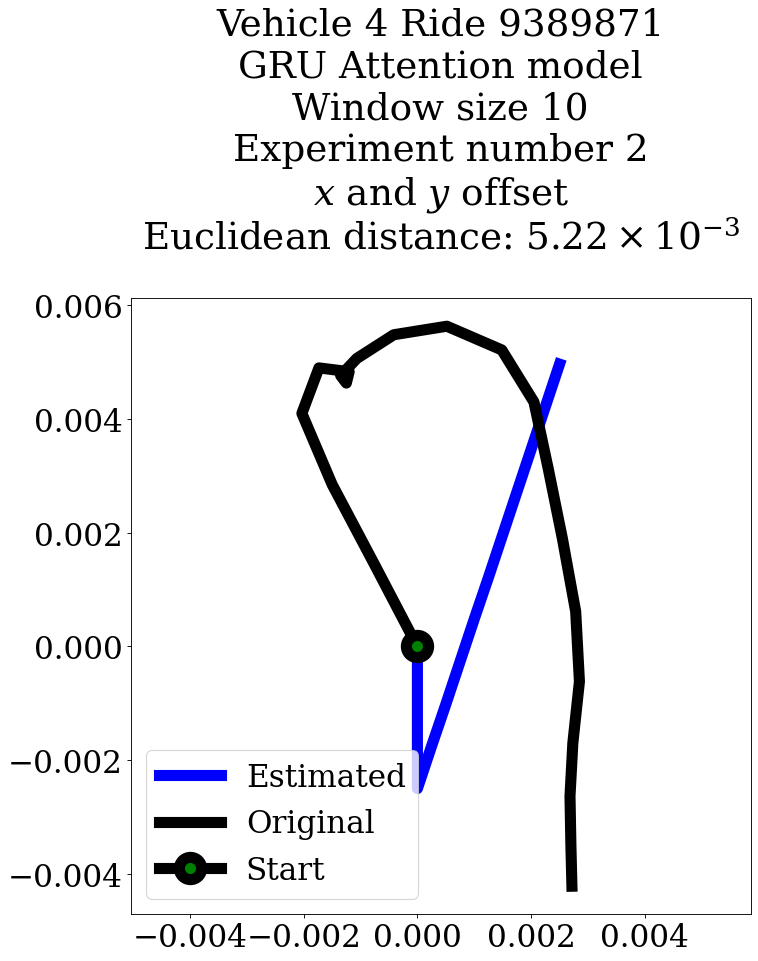 Vehicle 4 Ride 9389871
GRU Attention model
Window size 10
Experiment number 2
x and y offset
Euclidean distance: 5.22 × 10⁻³
0.006
0.004
0.002
0.000
−0.002
−0.004
Estimated
Original
Start
−0.004 −0.002 0.000 0.002 0.004